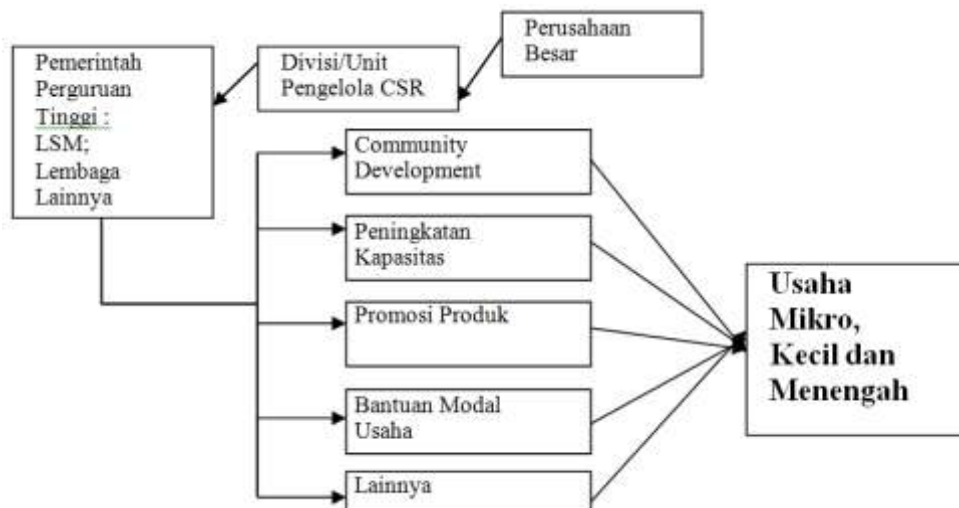 Pemerintah
Perguruan
Tinggi :
LSM;
Lembaga
Lainnya
Divisi/Unit
Pengelola CSR
Perusahaan
Besar
Community
Development
Peningkatan
Kapasitas
Promosi Produk
Bantuan Modal
Usaha
Lainnya
Usaha
Mikro,
Kecil dan
Menengah